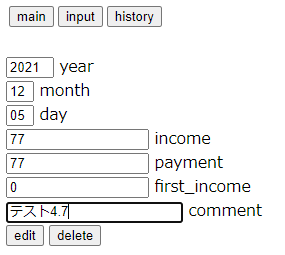 main input history
2021 year
12 month
05 day
77 income
77 payment
0 first_income
テスト4.7 comment
edit delete